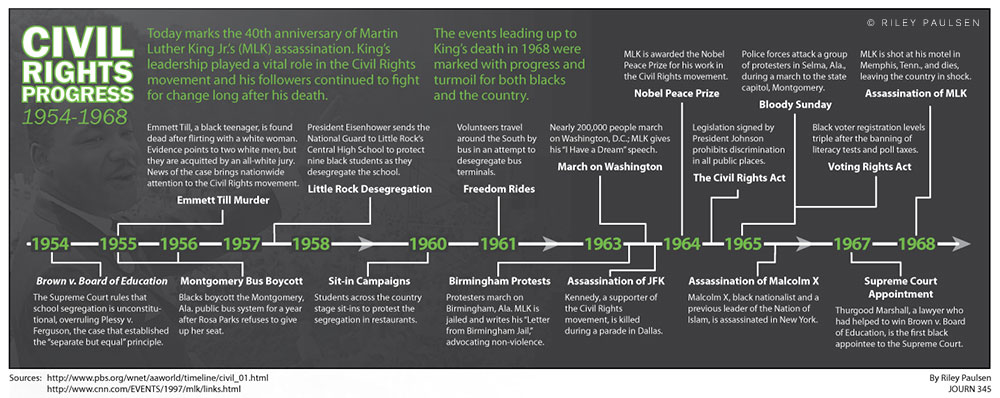 © RILEY PAULSEN
CIVIL
RIGHTS
PROGRESS
1954-1968
Today marks the 40th anniversary of Martin
Luther King Jr.'s (MLK) assassination. King's
leadership played a vital role in the Civil Rights
movement and his followers continued to fight
for change long after his death.
The events leading up to
King's death in 1968 were
marked with progress and
turmoil for both blacks
and the country.
MLK is awarded the Nobel
Peace Prize for his work in
the Civil Rights movement.
Nobel Peace Prize
Police forces attack a group
of protesters in Selma, Ala.,
during a march to the state
capitol, Montgomery.
Bloody Sunday
MLK is shot at his motel in
Memphis, Tenn., and dies,
leaving the country in shock.
Assassination of MLK
Emmett Till, a black teenager, is found
dead after flirting with a white woman.
Evidence points to two white men, but
they are acquitted by an all-white jury.
News of the case brings nationwide
attention to the Civil Rights movement.
Emmett Till Murder
President Eisenhower sends the
National Guard to Little Rock's
Central High School to protect
nine black students as they
desegregate the school.
Little Rock Desegregation
Volunteers travel
around the South by
bus in an attempt to
desegregate bus
terminals.
Freedom Rides
Nearly 200,000 people march
on Washington, D.C.; MLK gives
his "I Have a Dream" speech.
March on Washington
Legislation signed by
President Johnson
prohibits discrimination
in all public places.
The Civil Rights Act
Black voter registration levels
triple after the banning of
literacy tests and poll taxes.
Voting Rights Act
1954 1955 1956 1957 1958 1960 1961 1963 1964 1965 1967 1968
Brown v. Board of Education
The Supreme Court rules that
school segregation is unconstitu-
tional, overruling Plessy v.
Ferguson, the case that established
the "separate but equal" principle.
Montgomery Bus Boycott
Blacks boycott the Montgomery,
Ala. public bus system for a year
after Rosa Parks refuses to give
up her seat.
Sit-in Campaigns
Students across the country
stage sit-ins to protest the
segregation in restaurants.
Birmingham Protests
Protesters march on
Birmingham, Ala. MLK is
jailed and writes his "Letter
from Birmingham Jail,"
advocating non-violence.
Assassination of JFK
Kennedy, a supporter of
the Civil Rights
movement, is killed
during a parade in Dallas.
Assassination of Malcolm X
Malcolm X, black nationalist and a
previous leader of the Nation of
Islam, is assassinated in New York.
Supreme Court
Appointment
Thurgood Marshall, a lawyer who
had helped to win Brown v. Board
of Education, is the first black
appointee to the Supreme Court.
Sources: http://www.pbs.org/wnet/aaworld/timeline/civil_01.html
http://www.cnn.com/EVENTS/1997/mlk/links.html
By Riley Paulsen
JOURN 345